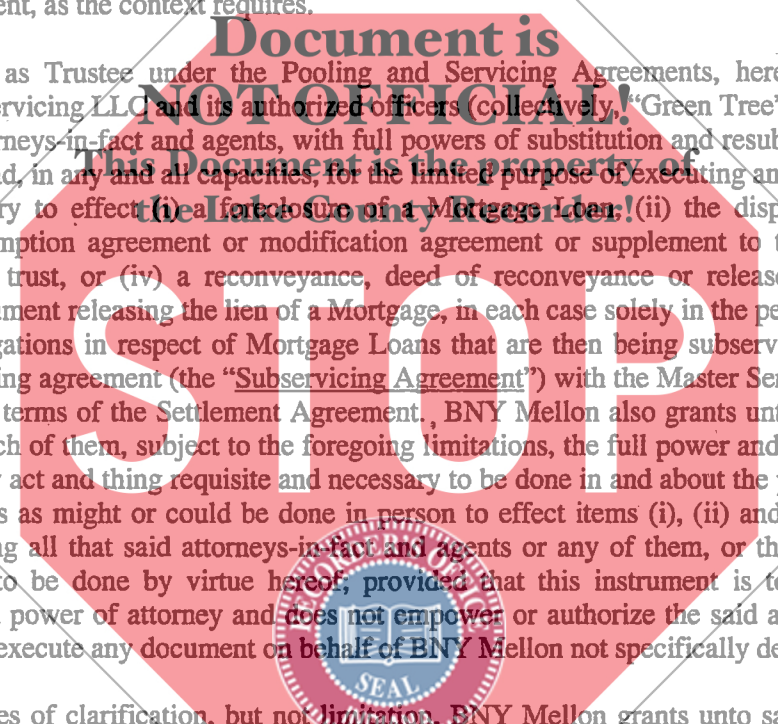 ent, as the context requires.
Document is
as Trustee under the Pooling and Servicing Agreements, here
NOT OFFICIAL!
ervicing LLC and its authorized officers (collectively, "Green Tree"
rneys-in-fact and agents, with full powers of substitution and resub
This Document is the property of
d, in any and all capacities, for the limited purpose of executing an
the Lake County Recorder!
ry to effect (i) a foreclosure of a Mortgage Loan, (ii) the disp
mption agreement or modification agreement or supplement to t
trust, or (iv) a reconveyance, deed of reconveyance or release
ument releasing the lien of a Mortgage, in each case solely in the pe
STOP
gations in respect of Mortgage Loans that are then being subserv
ing agreement (the “Subservicing Agreement”) with the Master Ser
terms of the Settlement Agreement. , BNY Mellon also grants unt
ch of them, subject to the foregoing limitations, the full power and
act and thing requisite and necessary to be done in and about the
s as might or could be done in person to effect items (i), (ii) and
ng all that said attorneys-in-fact and agents or any of them, or th
to be done by virtue hereof; provided that this instrument is to
power of attorney and does not empower or authorize the said a
execute any document on behalf of BNY Mellon not specifically de
SEAL
es of clarification, but not limitation, BNY Mellon grants unto sa